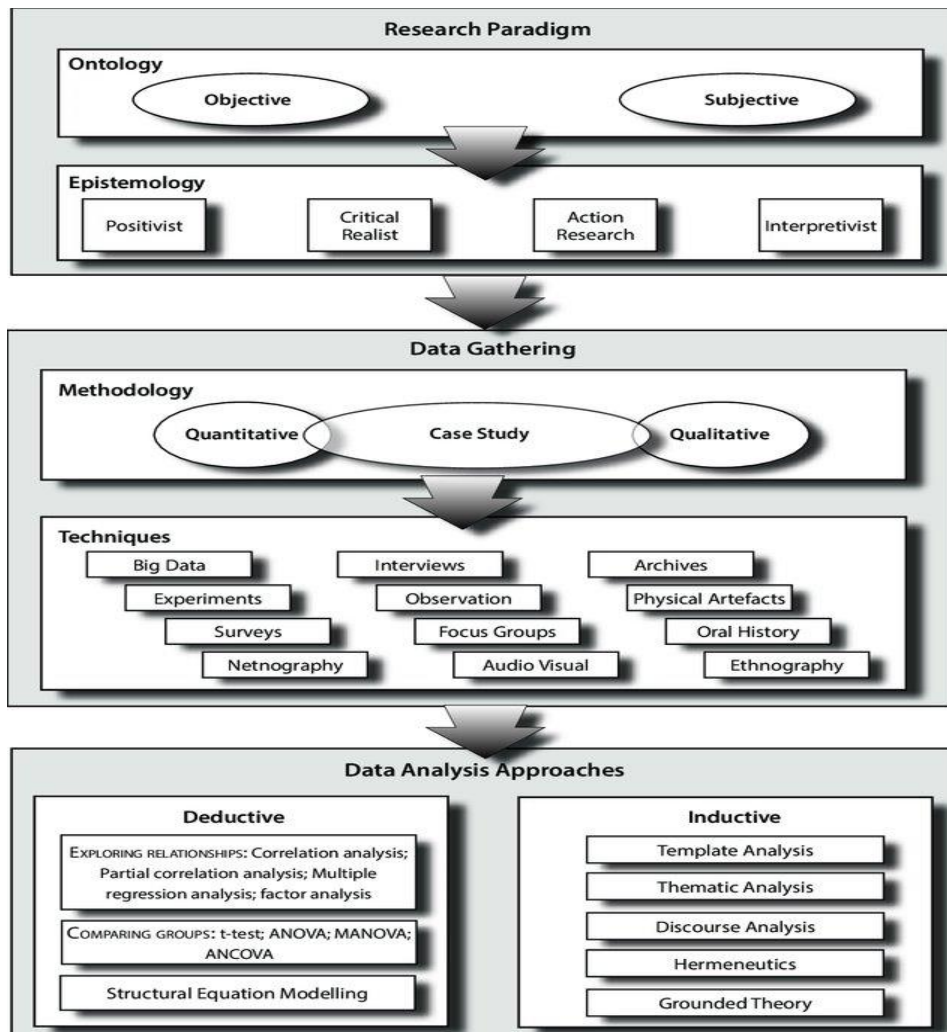 Research Paradigm
Ontology
Objective
Subjective
Epistemology
Positivist
Critical
Realist
Action
Research
Interpretivist
Data Gathering
Methodology
Quantitative
Case Study
Qualitative
Techniques
Big Data
Experiments
Surveys
Netnography
Interviews
Observation
Focus Groups
Audio Visual
Archives
Physical Artefacts
Oral History
Ethnography
Data Analysis Approaches
Deductive
EXPLORING RELATIONSHIPS: Correlation analysis;
Partial correlation analysis; Multiple
regression analysis; factor analysis
COMPARING GROUPS: t-test; ANOVA; MANOVA;
ANCOVA
Structural Equation Modelling
Inductive
Template Analysis
Thematic Analysis
Discourse Analysis
Hermeneutics
Grounded Theory